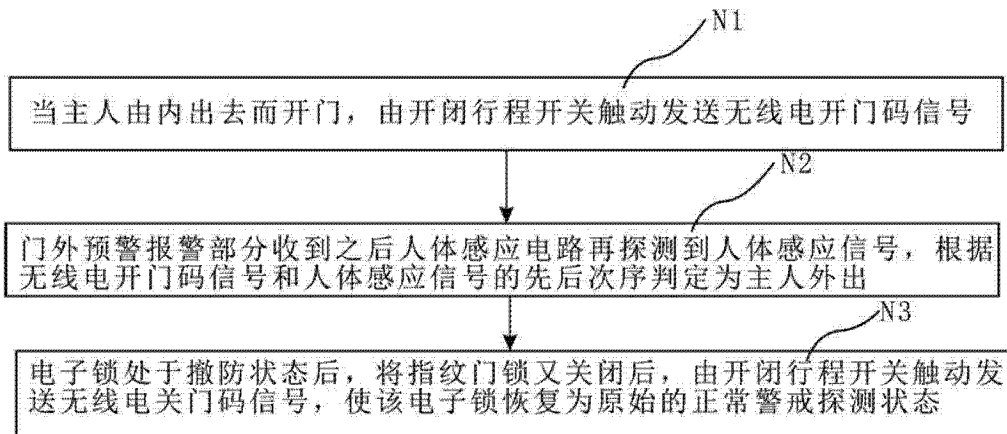 N1
当主人由内出去而开门，由开闭行程开关触动发送无线电开门码信号
N2
门外预警报警部分收到之后人体感应电路再探测到人体感应信号，根据
无线电开门码信号和人体感应信号的先后次序判定为主人外出
N3
电子锁处于撤防状态后，将指纹门锁又关闭后，由开闭行程开关触动发
送无线电关门码信号，使该电子锁恢复为原始的正常警戒探测状态